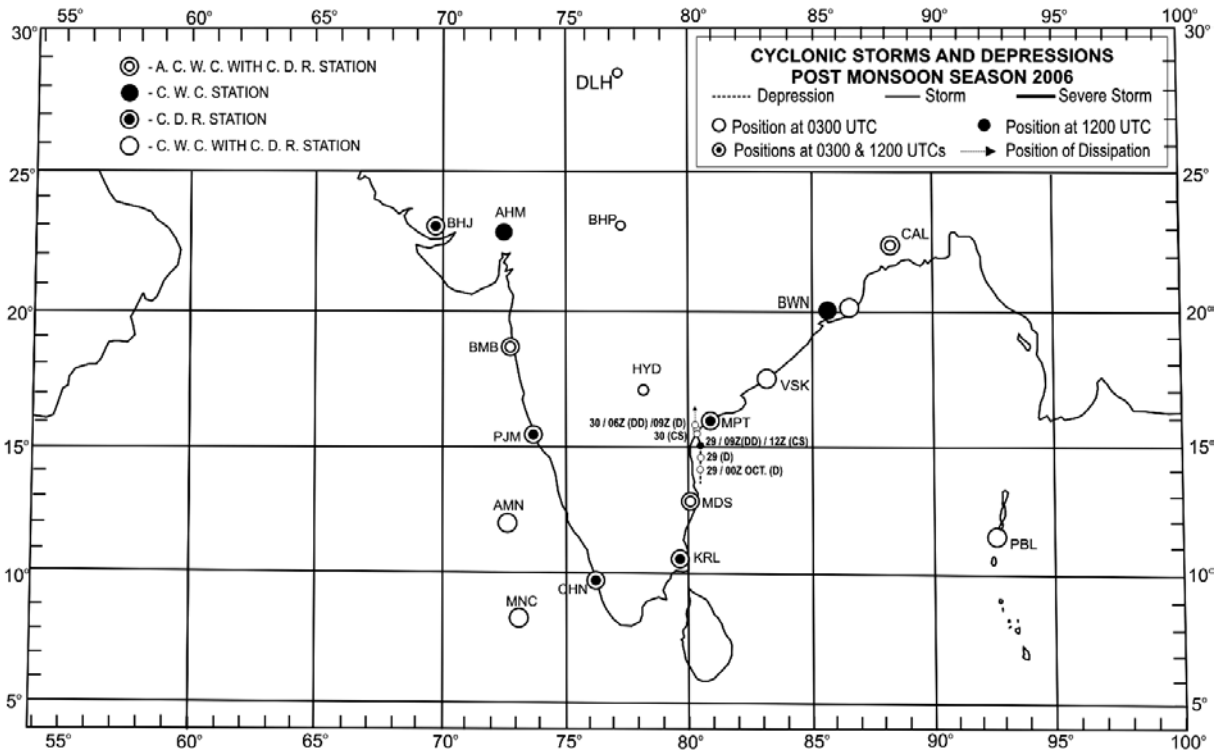 55° 60° 65° 70° 75° 80° 85° 90° 95° 100°
30° 30°
- A. C. W. C. WITH C. D. R. STATION
- C. W. C. STATION
- C. D. R. STATION
- C. W. C. WITH C. D. R. STATION
DLH
CYCLONIC STORMS AND DEPRESSIONS
POST MONSOON SEASON 2006
Depression Storm Severe Storm
Position at 0300 UTC Position at 1200 UTC
Positions at 0300 & 1200 UTCs Position of Dissipation
25° 25°
BHJ
AHM
BHP
CAL
BWN
20° 20°
BMB
HYD
VSK
30 / 06Z (DD) /09Z (D)
30 (CS)
MPT
PJM
29 / 09Z(DD) / 12Z (CS)
15° 15°
29 (D)
29 / 00Z OCT. (D)
MDS
AMN
PBL
KRL
10° 10°
CHN
MNC
5° 5°
55° 60° 65° 70° 75° 80° 85° 90° 95° 100°